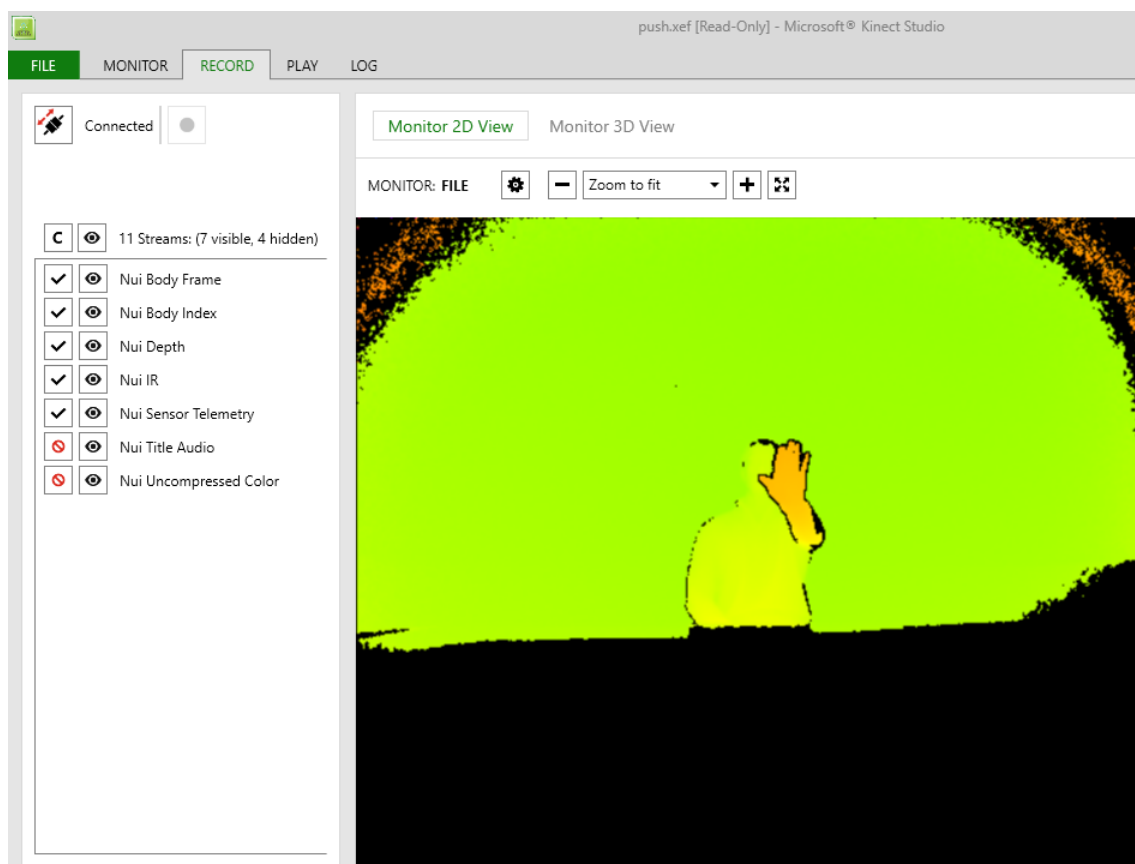 push.xef [Read-Only] - Microsoft® Kinect Studio
FILE MONITOR RECORD PLAY LOG
Connected
Monitor 2D View Monitor 3D View
MONITOR: FILE Zoom to fit
C 11 Streams: (7 visible, 4 hidden)
Nui Body Frame
Nui Body Index
Nui Depth
Nui IR
Nui Sensor Telemetry
Nui Title Audio
Nui Uncompressed Color